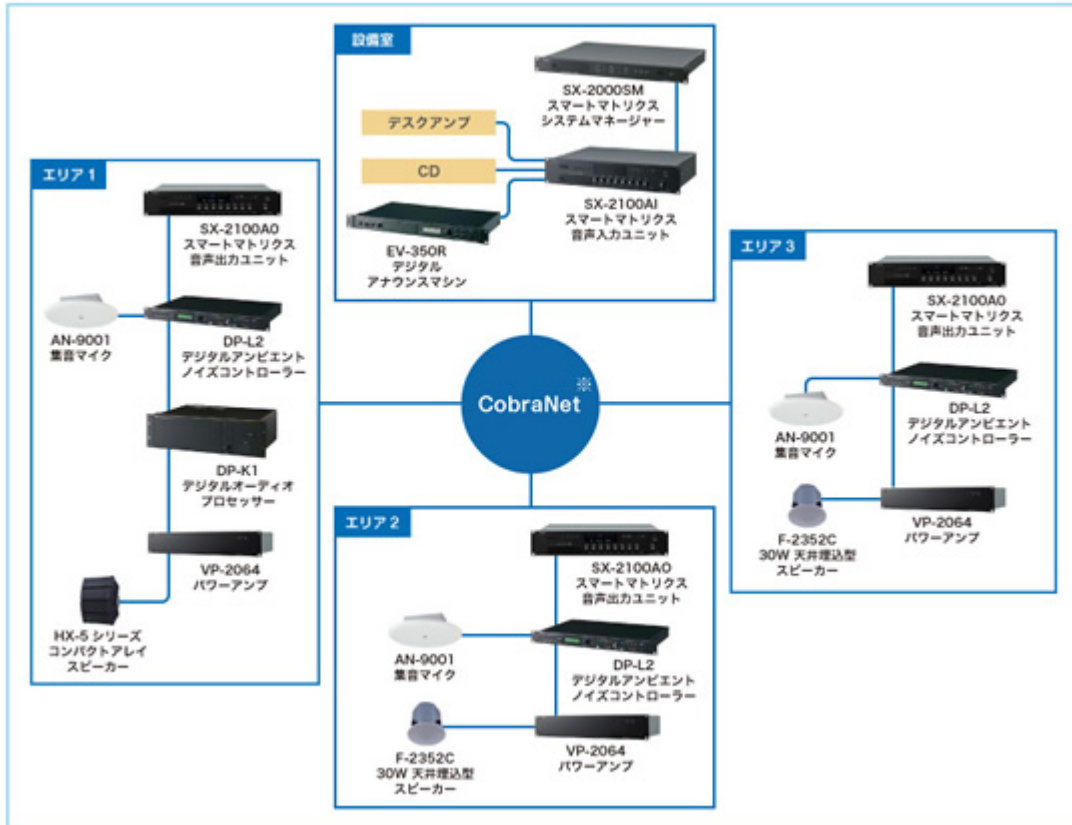 設備室
SX-2000SM
スマートマトリクス
システムマネージャー
デスクアンプ
CD
SX-2100AI
スマートマトリクス
音声入力ユニット
EV-350R
デジタル
アナウンスマシン
エリア 1
SX-2100AO
スマートマトリクス
音声出力ユニット
AN-9001
集音マイク
DP-L2
デジタルアンビエント
ノイズコントローラー
DP-K1
デジタルオーディオ
プロセッサー
VP-2064
パワーアンプ
HX-5 シリーズ
コンパクトアレイ
スピーカー
CobraNet※
エリア 2
SX-2100AO
スマートマトリクス
音声出力ユニット
AN-9001
集音マイク
DP-L2
デジタルアンビエント
ノイズコントローラー
VP-2064
パワーアンプ
F-2352C
30W 天井埋込型
スピーカー
エリア 3
SX-2100AO
スマートマトリクス
音声出力ユニット
DP-L2
デジタルアンビエント
ノイズコントローラー
AN-9001
集音マイク
VP-2064
パワーアンプ
F-2352C
30W 天井埋込型
スピーカー